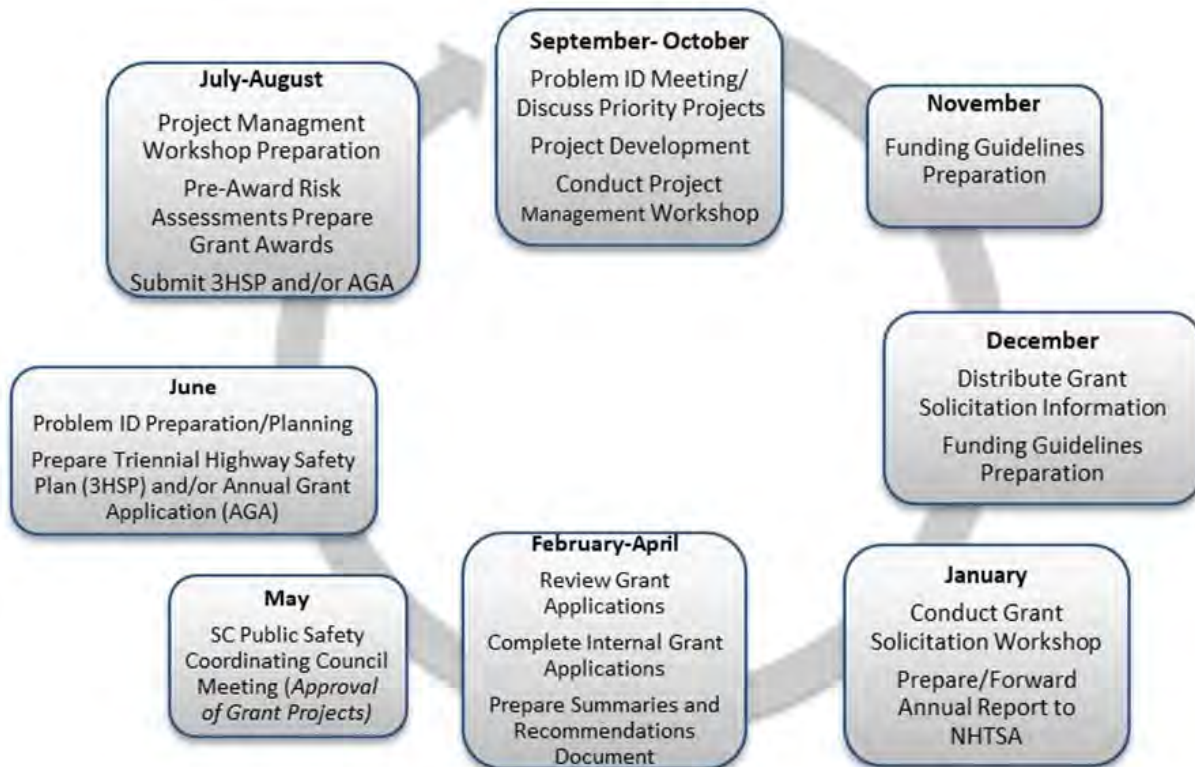 September- October
Problem ID Meeting/
Discuss Priority Projects
Project Development
Conduct Project
Management Workshop
November
Funding Guidelines
Preparation
December
Distribute Grant
Solicitation Information
Funding Guidelines
Preparation
January
Conduct Grant
Solicitation Workshop
Prepare/Forward
Annual Report to
NHTSA
February-April
Review Grant
Applications
Complete Internal Grant
Applications
Prepare Summaries and
Recommendations
Document
May
SC Public Safety
Coordinating Council
Meeting (Approval
of Grant Projects)
June
Problem ID Preparation/Planning
Prepare Triennial Highway Safety
Plan (3HSP) and/or Annual Grant
Application (AGA)
July-August
Project Managment
Workshop Preparation
Pre-Award Risk
Assessments Prepare
Grant Awards
Submit 3HSP and/or AGA